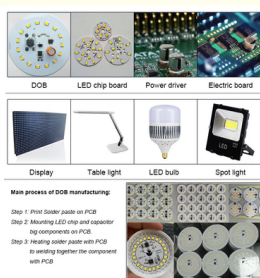 DOB LED chip board Power driver Electric board
Display Table light LED bulb Spot light
Main process of DOB manufacturing:
Step 1: Print Solder paste on PCB
Step 2: Mounting LED chip and capacitor
big components on PCB.
Step 3: Heating solder paste with PCB
to welding together the component
with PCB.